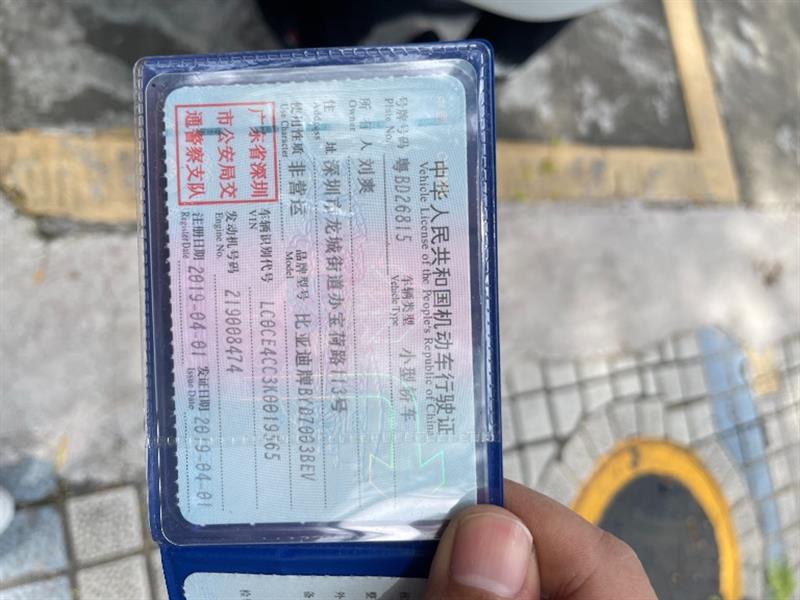 中华人民共和国机动车行驶证
Vehicle License of the People's Republic of China
号牌号码 粤BD26815 车辆类型 小型轿车
Plate No. Vehicle Type
所有人 刘爽
Owner
住址 深圳市龙城街道办宝荷路113号
Address
使用性质 非营运 品牌型号 比亚迪牌BYD7003BEV
Use Character Model
广东省深圳
市公安局交
通警察支队
车辆识别代号 LC0CE4CC3K0019565
VIN
发动机号码 219008474
Engine No.
注册日期 2019-04-01 发证日期 2019-04-01
Register Date Issue Date